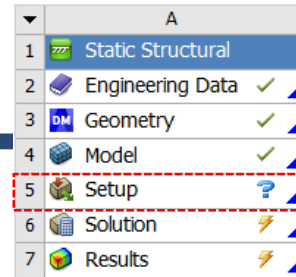 A
1 Static Structural
2 Engineering Data
3 DM Geometry
4 Model
5 Setup ?
6 Solution
7 Results